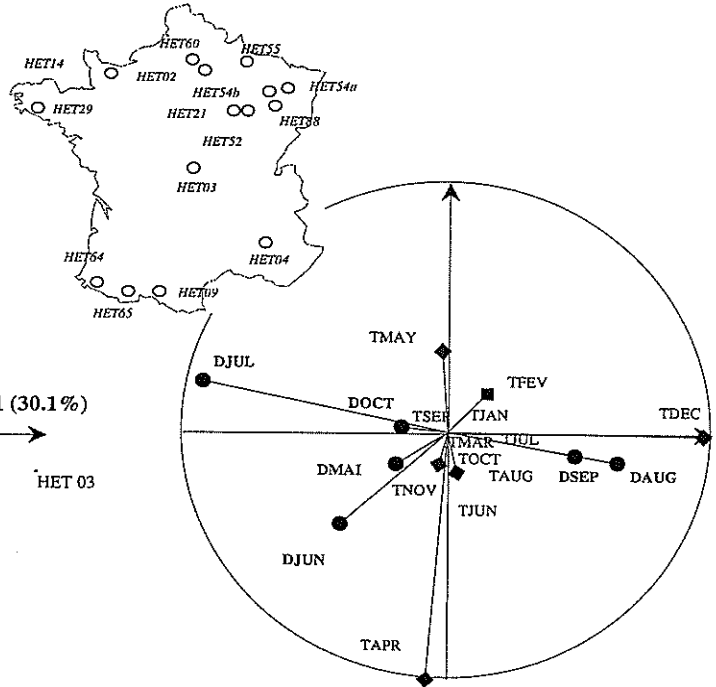 HET60
HET55
HET14
HET02
HET54b
HET54a
HET29
HET21
HET88
HET52
HET03
HET04
HET64
HET09
HET65
TMAY
DJUL
TFEV
1 (30.1%)
DOCT
TSEP
TJAN
TDEC
TMAR
TJUL
HET 03
DMAI
TOCT
TAUG
DSEP
DAUG
TNOV
TJUN
DJUN
TAPR